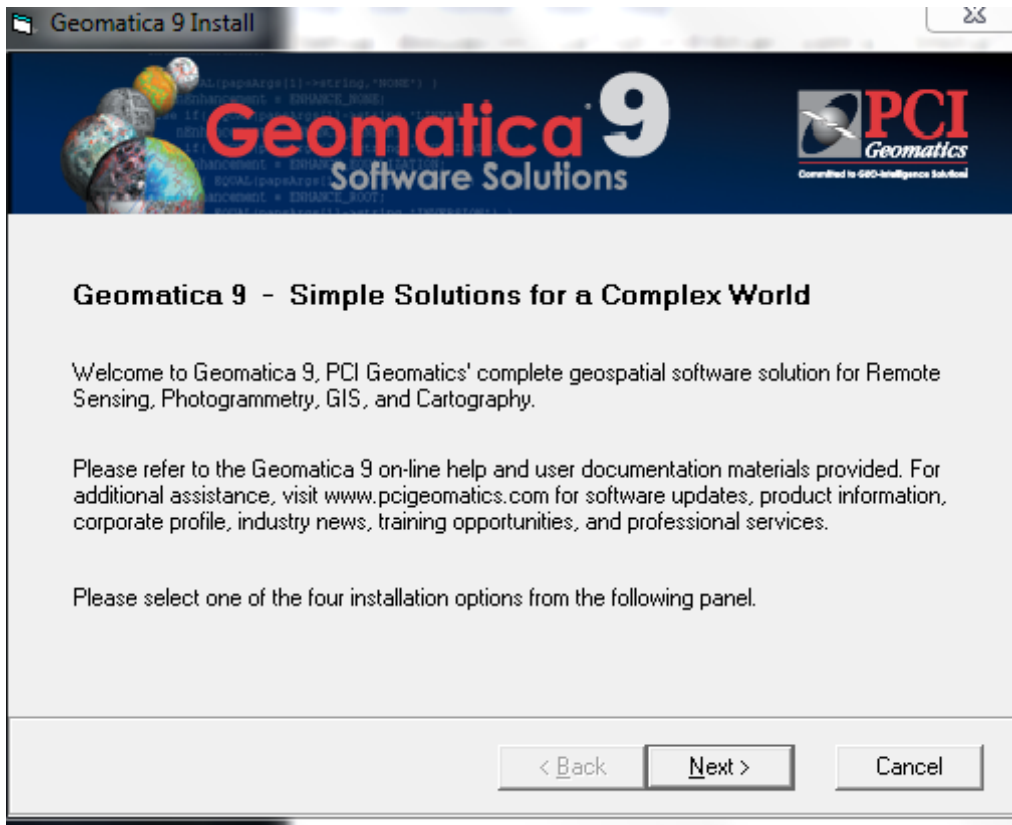 Geomatica 9 Install
Geomatica 9
Software Solutions
PCI
Geomatics
Committed to GEO-Intelligence Solutions
Geomatica 9 - Simple Solutions for a Complex World
Welcome to Geomatica 9, PCI Geomatics' complete geospatial software solution for Remote
Sensing, Photogrammetry, GIS, and Cartography.
Please refer to the Geomatica 9 on-line help and user documentation materials provided. For
additional assistance, visit www.pcigeomatics.com for software updates, product information,
corporate profile, industry news, training opportunities, and professional services.
Please select one of the four installation options from the following panel.
< Back
Next >
Cancel